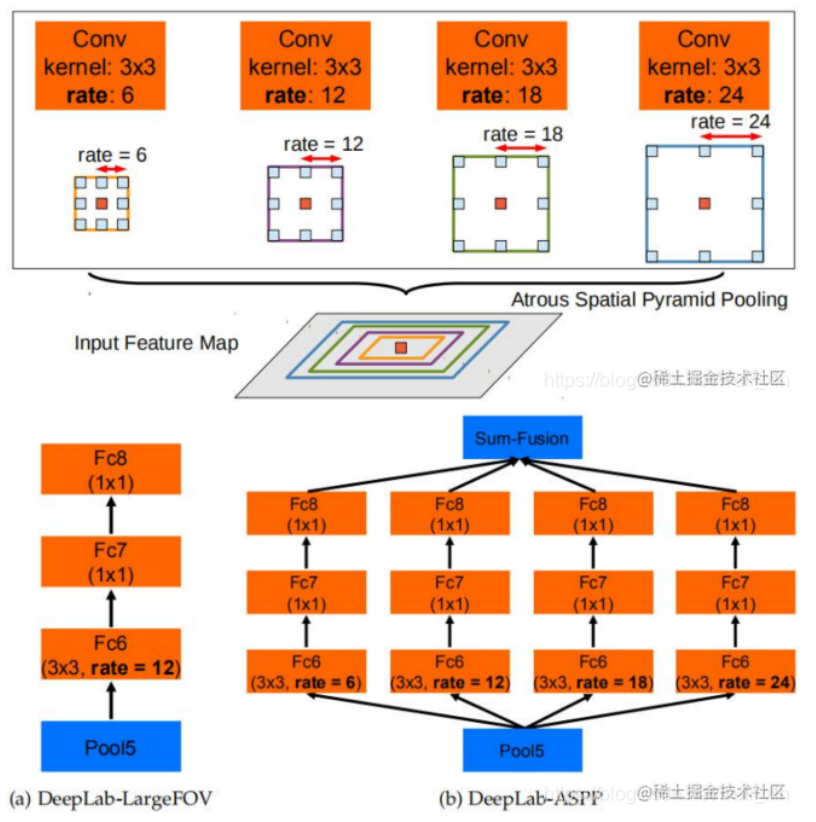 Conv
kernel: 3x3
rate: 6
Conv
kernel: 3x3
rate: 12
Conv
kernel: 3x3
rate: 18
Conv
kernel: 3x3
rate: 24
rate = 6
rate = 12
rate = 18
rate = 24
Atrous Spatial Pyramid Pooling
Input Feature Map
https://blog
@稀土掘金技术社区
Fc8
(1x1)
Fc7
(1x1)
Fc6
(3x3, rate = 12)
Pool5
(a) DeepLab-LargeFOV
Sum-Fusion
Fc8
(1x1)
Fc8
(1x1)
Fc8
(1x1)
Fc8
(1x1)
Fc7
(1x1)
Fc7
(1x1)
Fc7
(1x1)
Fc7
(1x1)
Fc6
(3x3, rate = 6)
Fc6
(3x3, rate = 12)
Fc6
(3x3, rate = 18)
Fc6
(3x3, rate = 24)
Pool5
(b) DeepLab-ASPP
@稀土掘金技术社区